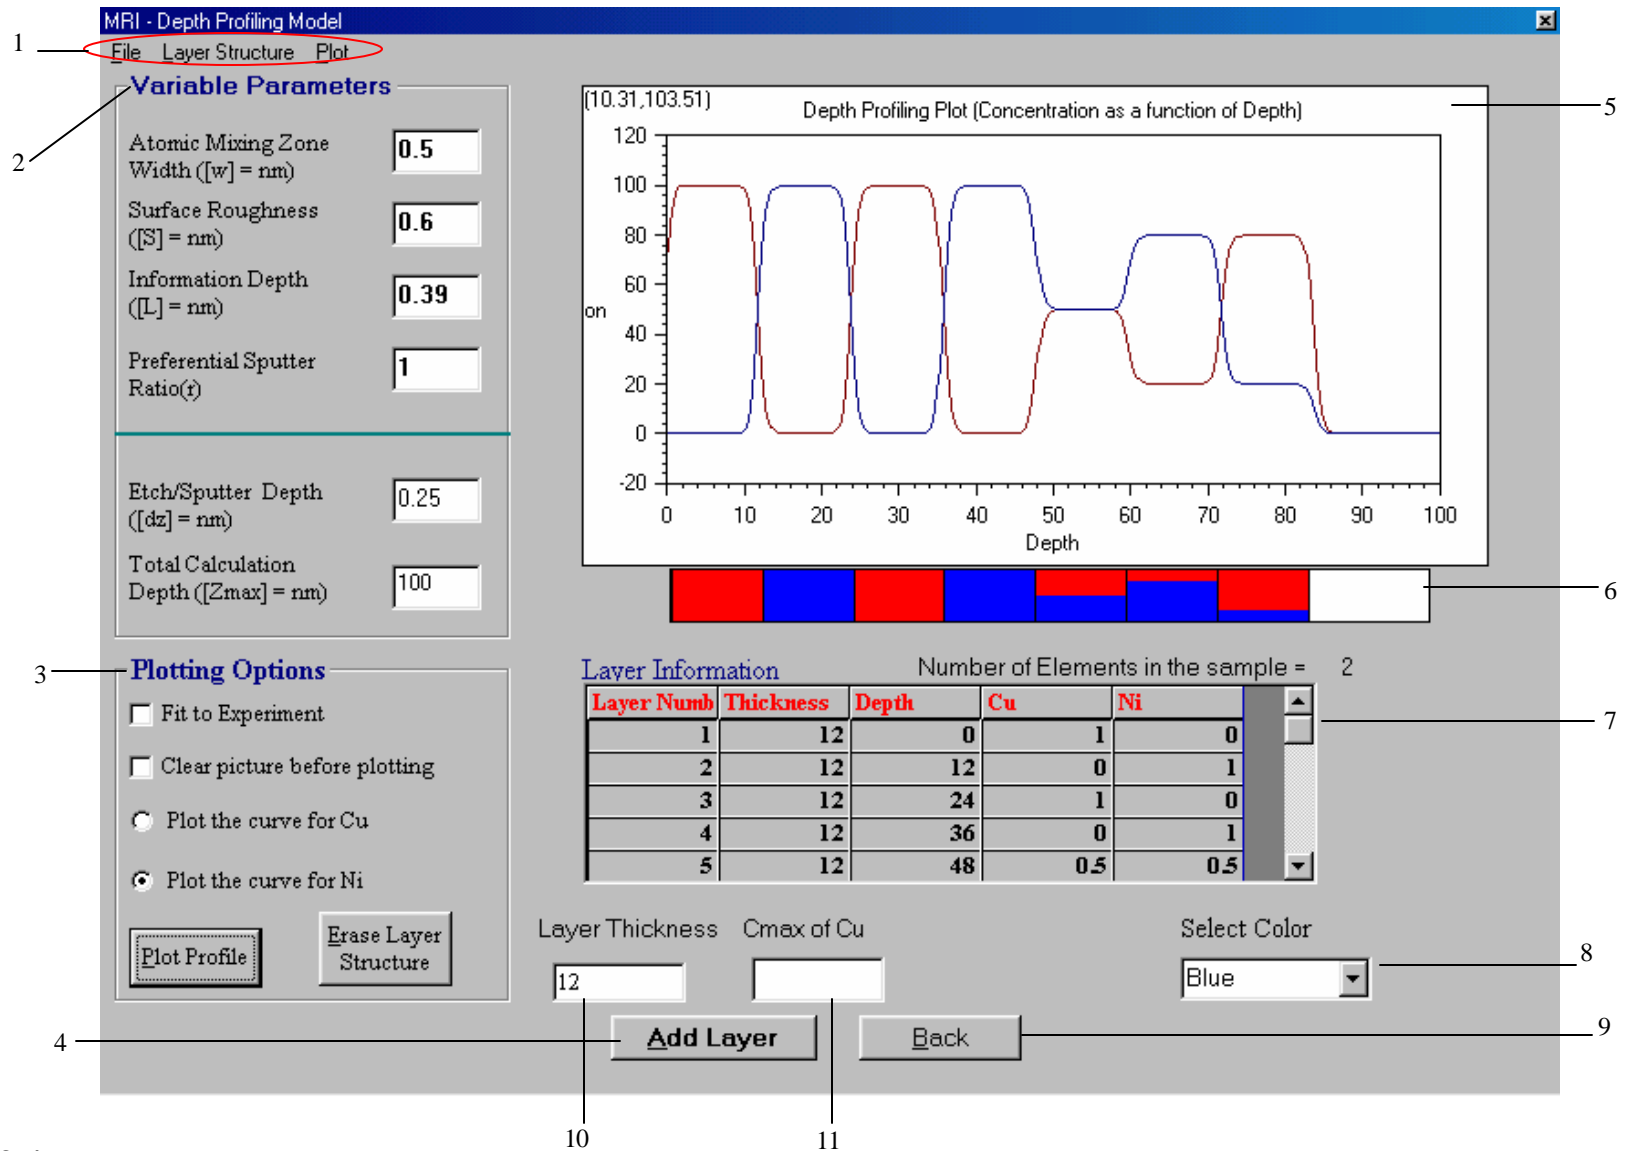 MRI - Depth Profiling Model
1
File Layer Structure Plot
Variable Parameters
2
Atomic Mixing Zone
Width ([w] = nm)
0.5
Surface Roughness
([S] = nm)
0.6
Information Depth
([L] = nm)
0.39
Preferential Sputter
Ratio(r)
1
Etch/Sputter Depth
([dz] = nm)
0.25
Total Calculation
Depth ([Zmax] = nm)
100
(10.31,103.51)
Depth Profiling Plot (Concentration as a function of Depth)
5
120
100
80
60
on
40
20
0
-20
0 10 20 30 40 50 60 70 80 90 100
Depth
6
3
Plotting Options
Fit to Experiment
Clear picture before plotting
Plot the curve for Cu
Plot the curve for Ni
Plot Profile
Erase Layer
Structure
Layer Information
Number of Elements in the sample = 2
Layer Numb Thickness Depth Cu Ni
1 12 0 1 0
2 12 12 0 1
3 12 24 1 0
4 12 36 0 1
5 12 48 0.5 0.5
7
Layer Thickness Cmax of Cu Select Color
12
Blue
8
4
Add Layer
Back
9
10
11